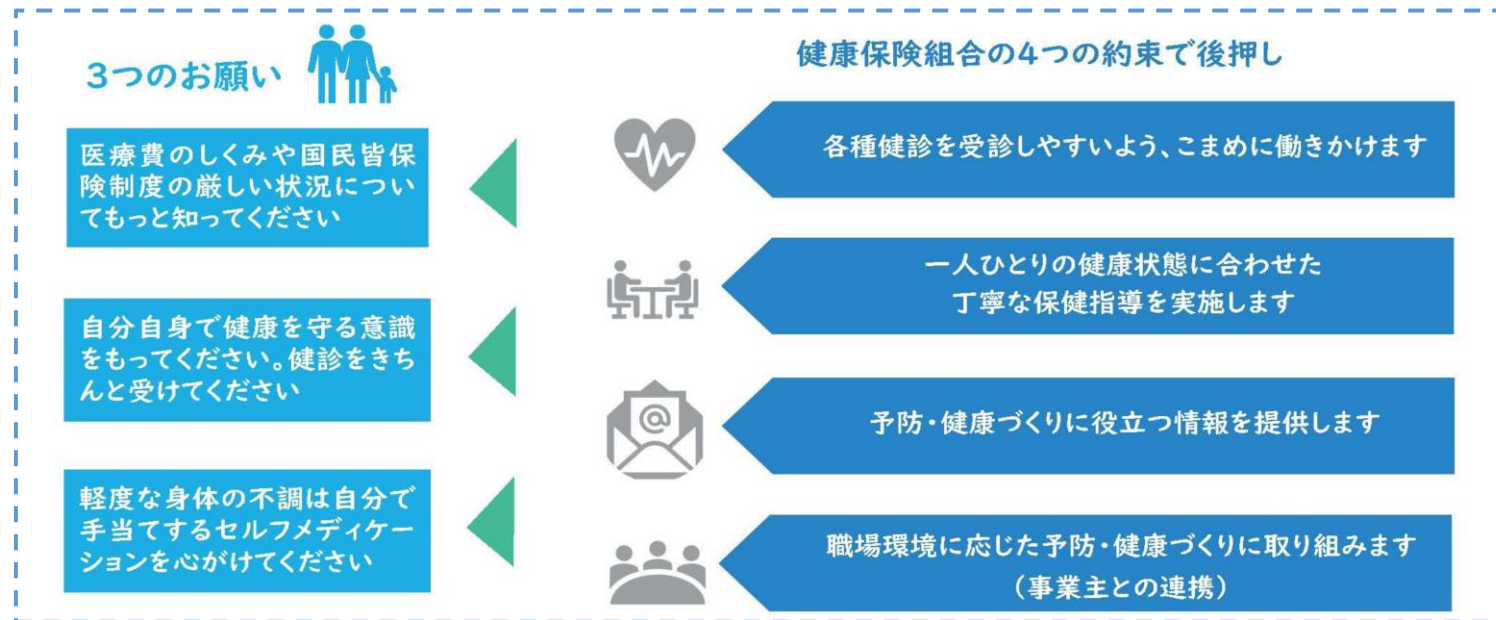 3つのお願い
医療費のしくみや国民皆保
険制度の厳しい状況につい
てもっと知ってください
自分自身で健康を守る意識
をもってください。健診をきち
んと受けてください
軽度な身体の不調は自分で
手当てするセルフメディケー
ションを心がけてください
健康保険組合の4つの約束で後押し
各種健診を受診しやすいよう、こまめに働きかけます
一人ひとりの健康状態に合わせた
丁寧な保健指導を実施します
@
予防・健康づくりに役立つ情報を提供します
職場環境に応じた予防・健康づくりに取り組みます
(事業主との連携)